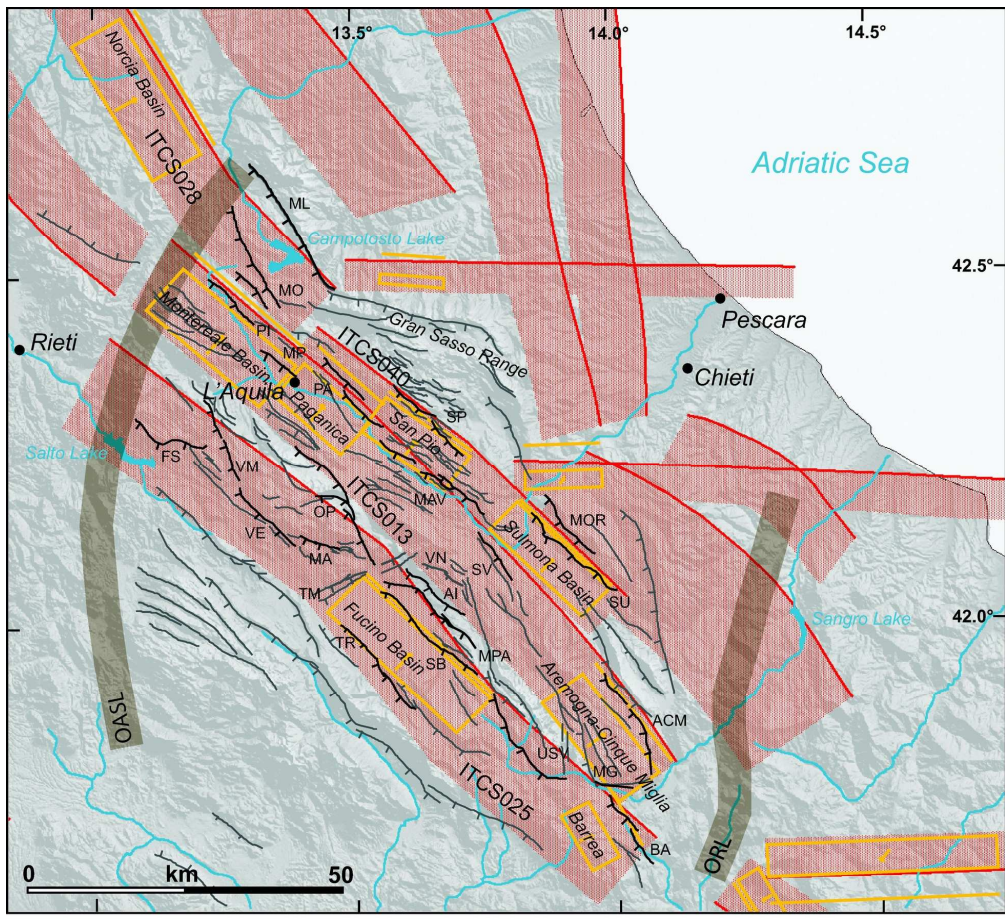 13.5°
14.0°
14.5°
Norcia Basin
ITCS028
ML
Adriatic Sea
Campotosto Lake
42.5°
MO
Pescara
Rieti
Montereale Basin
PI
MP
ITCS040
Gran Sasso Range
Chieti
L'Aquila
PA
Paganica
San Pio
SP
Salto Lake
FS
VM
MAV
ITCS013
OP
MOR
VE
MA
Sulmona Basin
VN
SV
TM
AI
SU
42.0°
Sangro Lake
Fucino Basin
TR
SB
MPA
Aremogna-Cinque Miglia
ACM
OASL
USV
MG
ITCS025
Barrea
BA
ORL
0 km 50